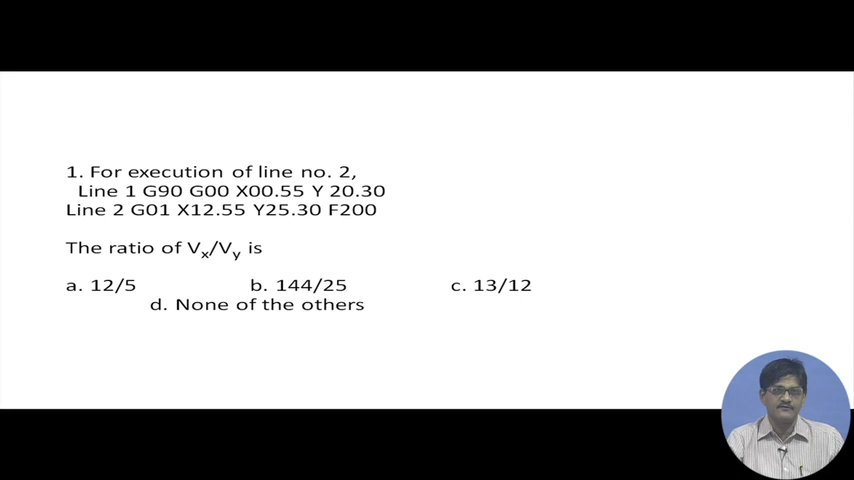 1. For execution of line no. 2,
Line 1 G90 G00 X00.55 Y 20.30
Line 2 G01 X12.55 Y25.30 F200
The ratio of Vx/Vy is
a. 12/5 b. 144/25 c. 13/12
d. None of the others